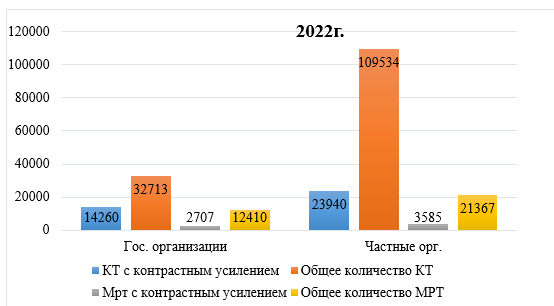 2022г.
120000
100000
80000
60000
40000
20000
0
14260
32713
2707
12410
23940
109534
3585
21367
Гос. организации
Частные орг.
КТ с контрастным усилением
Общее количество КТ
Мрт с контрастным усилением
Общее количество МРТ